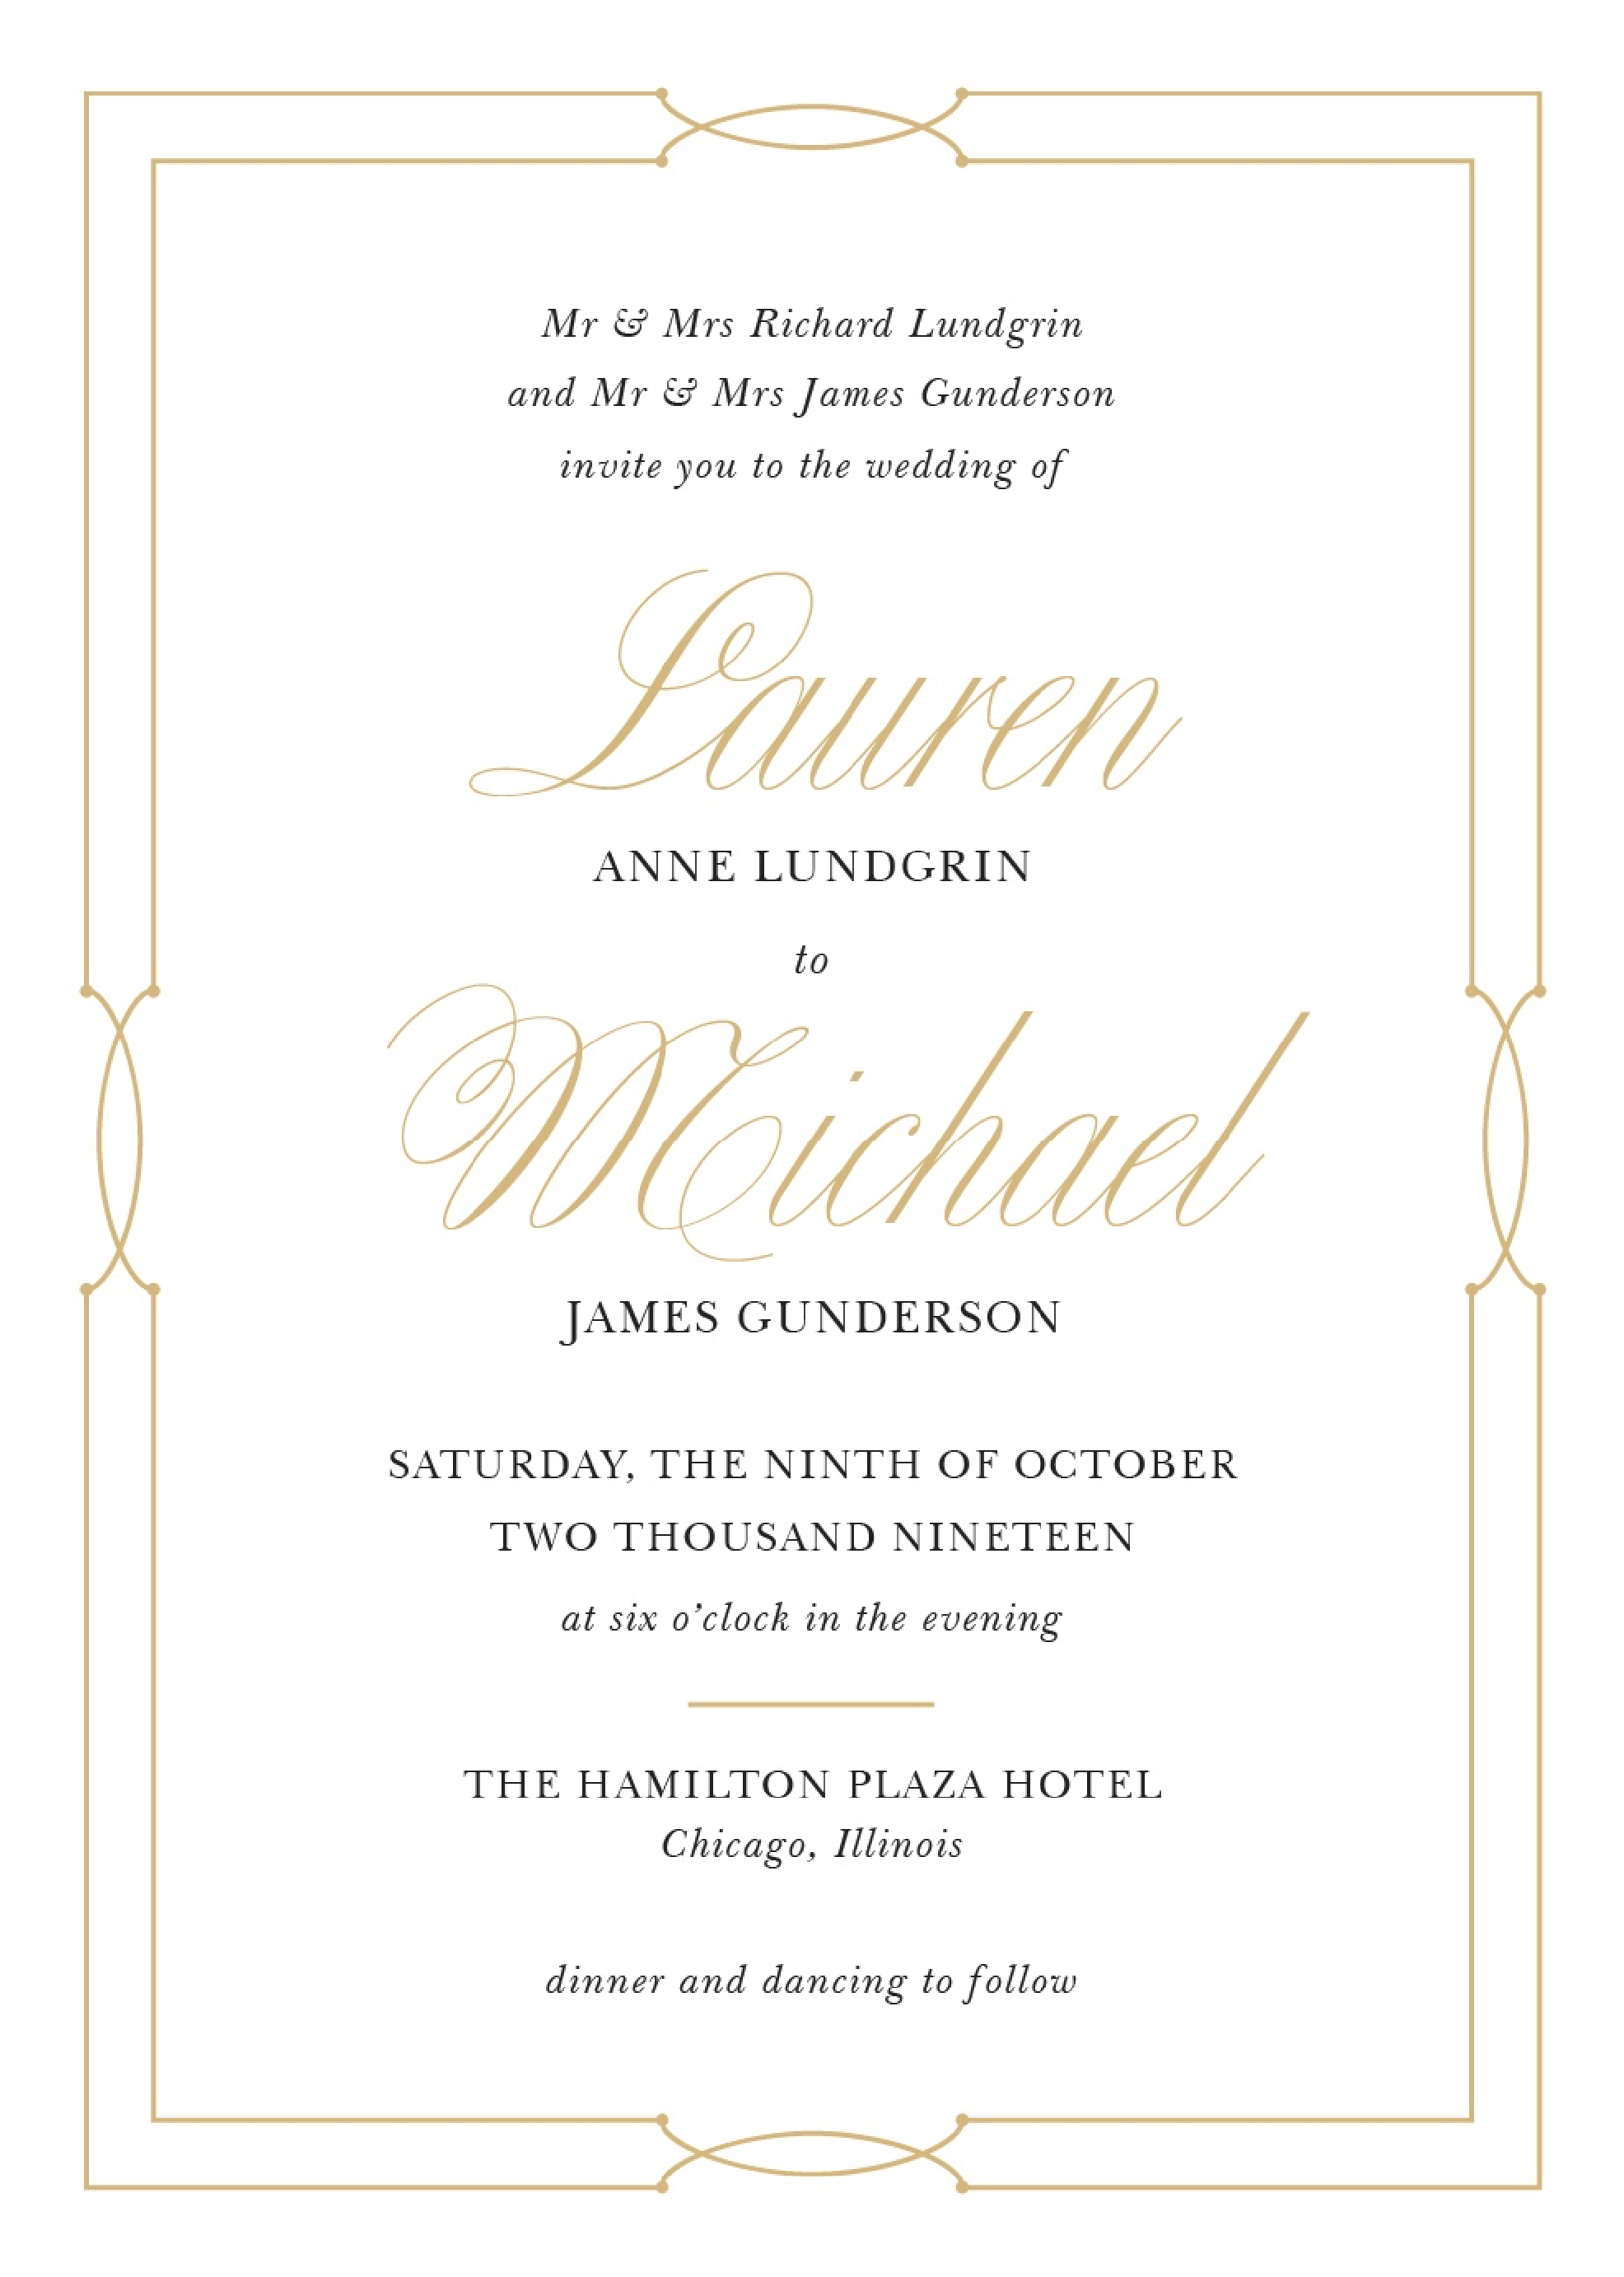 Mr & Mrs Richard Lundgrin
and Mr & Mrs James Gunderson
invite you to the wedding of
Lauren
ANNE LUNDGRIN
to
Michael
JAMES GUNDERSON
SATURDAY, THE NINTH OF OCTOBER
TWO THOUSAND NINETEEN
at six o’clock in the evening
THE HAMILTON PLAZA HOTEL
Chicago, Illinois
dinner and dancing to follow